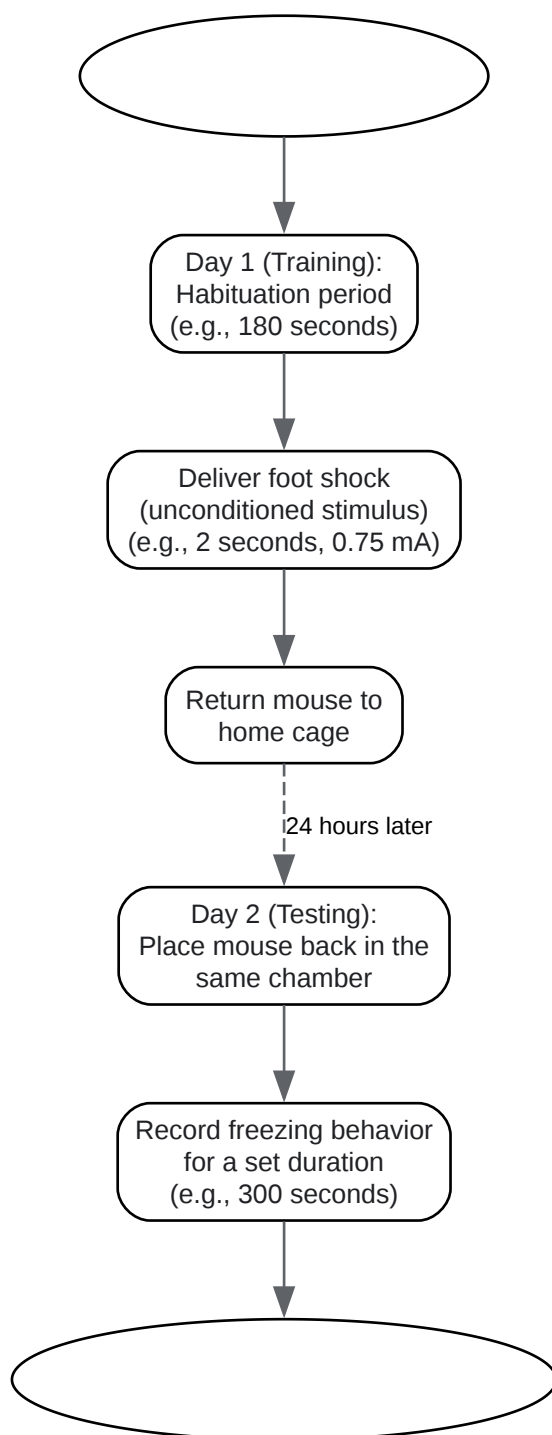 Day 1 (Training):
Habituation period
(e.g., 180 seconds)
Deliver foot shock
(unconditioned stimulus)
(e.g., 2 seconds, 0.75 mA)
Return mouse to
home cage
24 hours later
Day 2 (Testing):
Place mouse back in the
same chamber
Record freezing behavior
for a set duration
(e.g., 300 seconds)